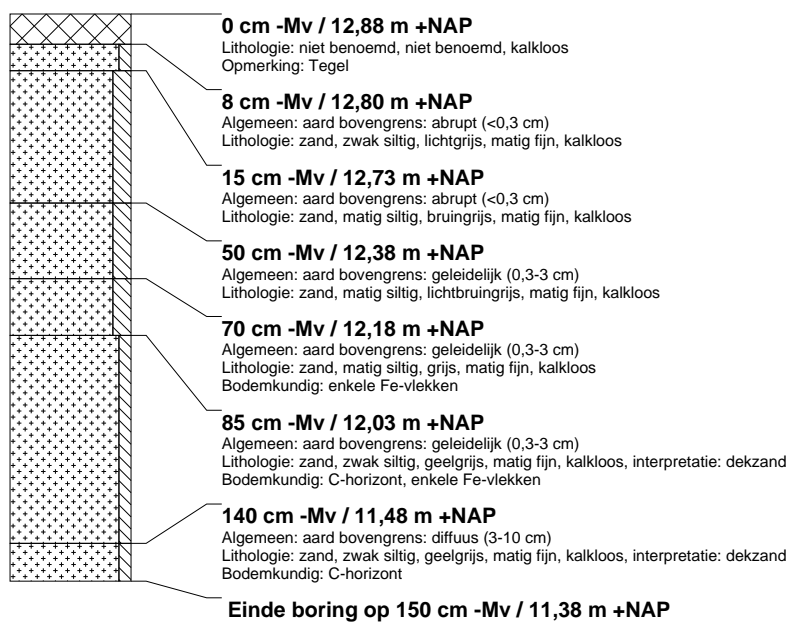 0 cm -Mv / 12,88 m +NAP
Lithologie: niet benoemd, niet benoemd, kalkloos
Opmerking: Tegel
8 cm -Mv / 12,80 m +NAP
Algemeen: aard bovengrens: abrupt (<0,3 cm)
Lithologie: zand, zwak siltig, lichtgrijs, matig fijn, kalkloos
15 cm -Mv / 12,73 m +NAP
Algemeen: aard bovengrens: abrupt (<0,3 cm)
Lithologie: zand, matig siltig, bruingrijs, matig fijn, kalkloos
50 cm -Mv / 12,38 m +NAP
Algemeen: aard bovengrens: geleidelijk (0,3-3 cm)
Lithologie: zand, matig siltig, lichtbruingrijs, matig fijn, kalkloos
70 cm -Mv / 12,18 m +NAP
Algemeen: aard bovengrens: geleidelijk (0,3-3 cm)
Lithologie: zand, matig siltig, grijs, matig fijn, kalkloos
Bodemkundig: enkele Fe-vlekken
85 cm -Mv / 12,03 m +NAP
Algemeen: aard bovengrens: geleidelijk (0,3-3 cm)
Lithologie: zand, zwak siltig, geelgrijs, matig fijn, kalkloos, interpretatie: dekzand
Bodemkundig: C-horizont, enkele Fe-vlekken
140 cm -Mv / 11,48 m +NAP
Algemeen: aard bovengrens: diffuus (3-10 cm)
Lithologie: zand, zwak siltig, geelgrijs, matig fijn, kalkloos, interpretatie: dekzand
Bodemkundig: C-horizont
Einde boring op 150 cm -Mv / 11,38 m +NAP